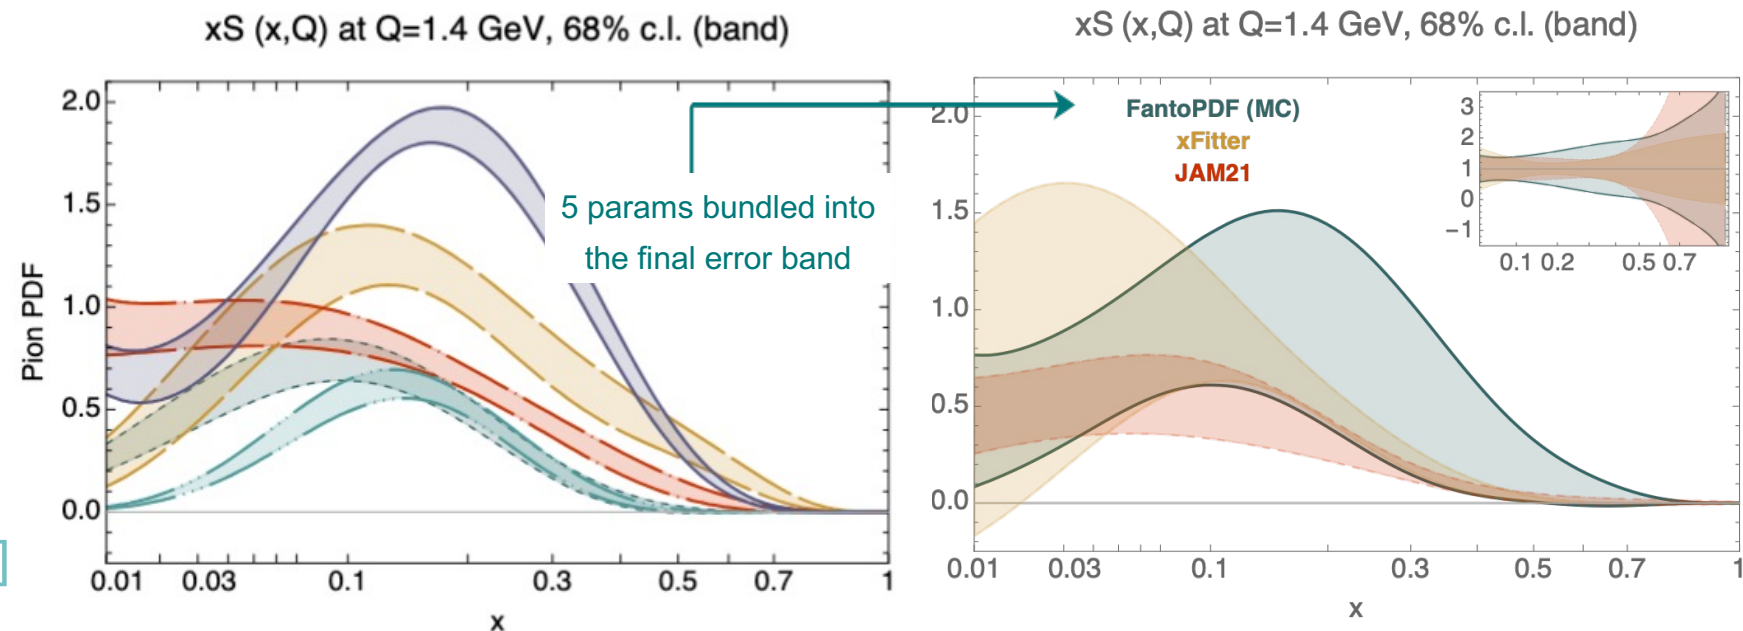 xS (x,Q) at Q=1.4 GeV, 68% c.l. (band)
2.0
1.5
1.0
0.5
0.0
Pion PDF
0.01 0.03 0.1 0.3 0.5 0.7 1
x
5 params bundled into
the final error band
]
xS (x,Q) at Q=1.4 GeV, 68% c.l. (band)
2.0
1.5
1.0
0.5
0.0
FantoPDF (MC)
xFitter
JAM21
3
2
1
0
−1
0.1 0.2 0.5 0.7
0.01 0.03 0.1 0.3 0.5 0.7 1
x